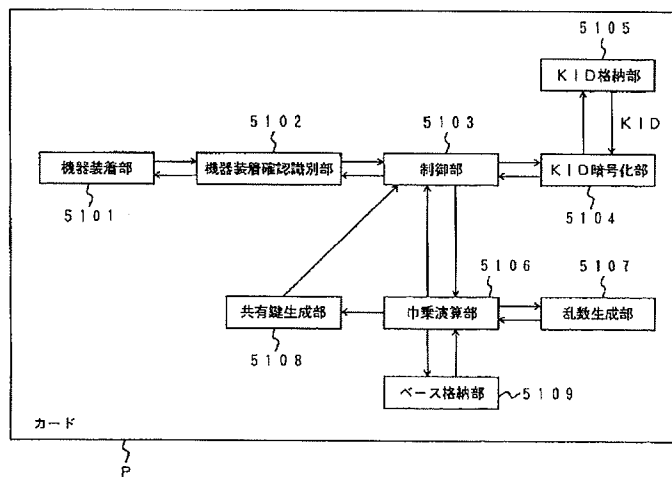 5105
KID格納部
5102
5103
KID
機器装着部
機器装着確認識別部
制御部
KID暗号化部
5101
5104
5106
5107
共有鍵生成部
巾乗演算部
乱数生成部
5108
ベース格納部
5109
カード
P